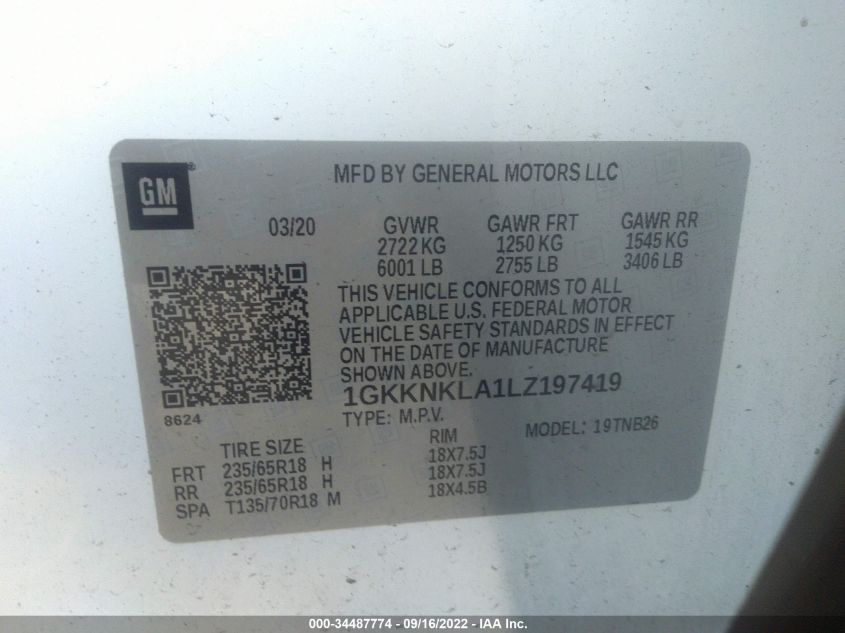 GM ®
MFD BY GENERAL MOTORS LLC
03/20 GVWR GAWR FRT GAWR RR
2722 KG 1250 KG 1545 KG
6001 LB 2755 LB 3406 LB
THIS VEHICLE CONFORMS TO ALL
APPLICABLE U.S. FEDERAL MOTOR
VEHICLE SAFETY STANDARDS IN EFFECT
ON THE DATE OF MANUFACTURE
SHOWN ABOVE.
1GKKNKLA1LZ197419
8624
TYPE: M.P.V. MODEL: 19TNB26
TIRE SIZE RIM
FRT 235/65R18 H 18X7.5J
RR 235/65R18 H 18X7.5J
SPA T135/70R18 M 18X4.5B
000-34487774 - 09/16/2022 - IAA Inc.